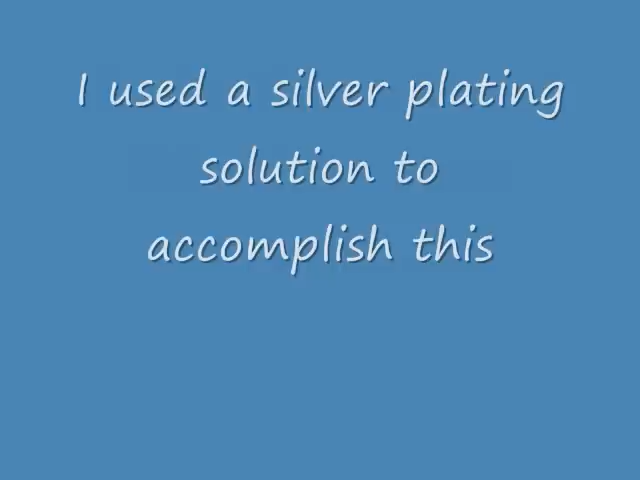 I used a silver plating
solution to
accomplish this